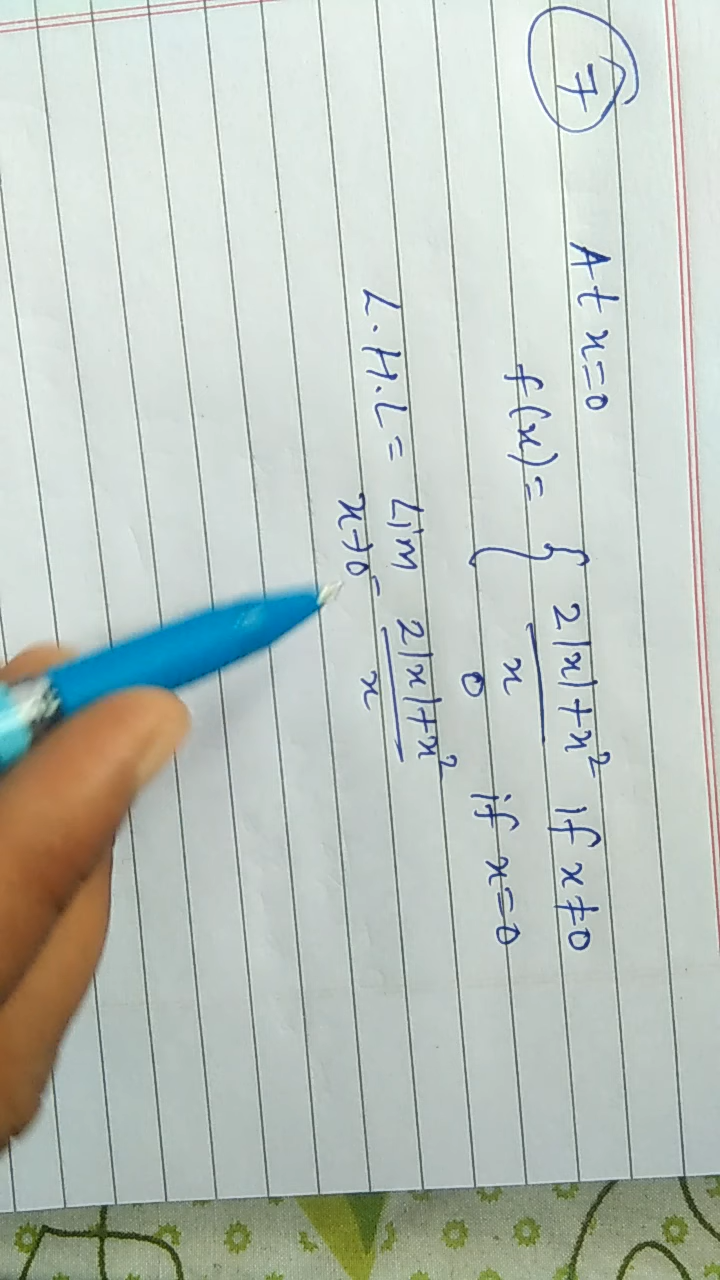 7
At x=0
f(x) = { 2|x|+x² / x if x≠0
0 if x=0
L.H.L = Lim x→0⁻ 2|x|+x² / x